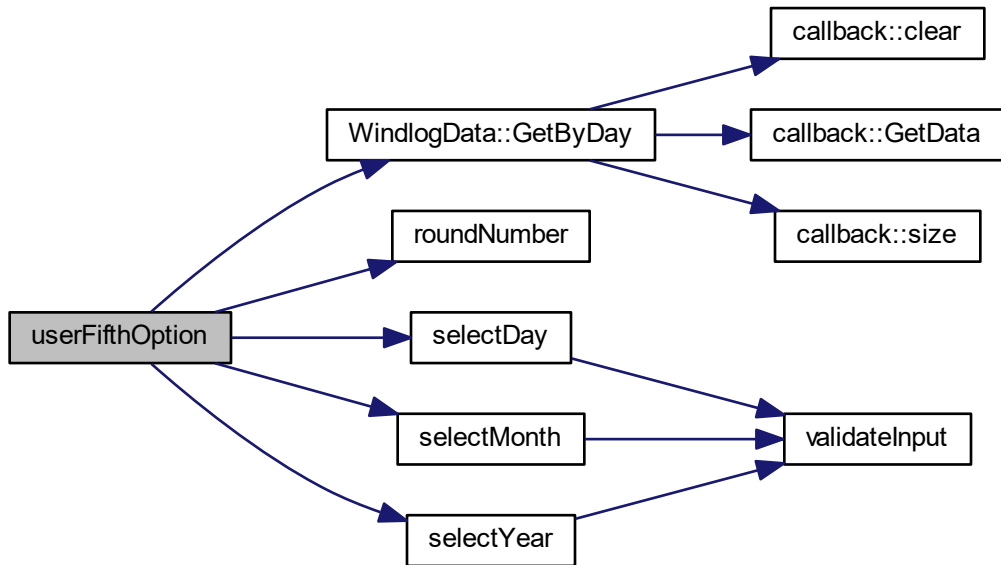 callback::clear
WindlogData::GetByDay
callback::GetData
callback::size
roundNumber
userFifthOption
selectDay
selectMonth
validateInput
selectYear